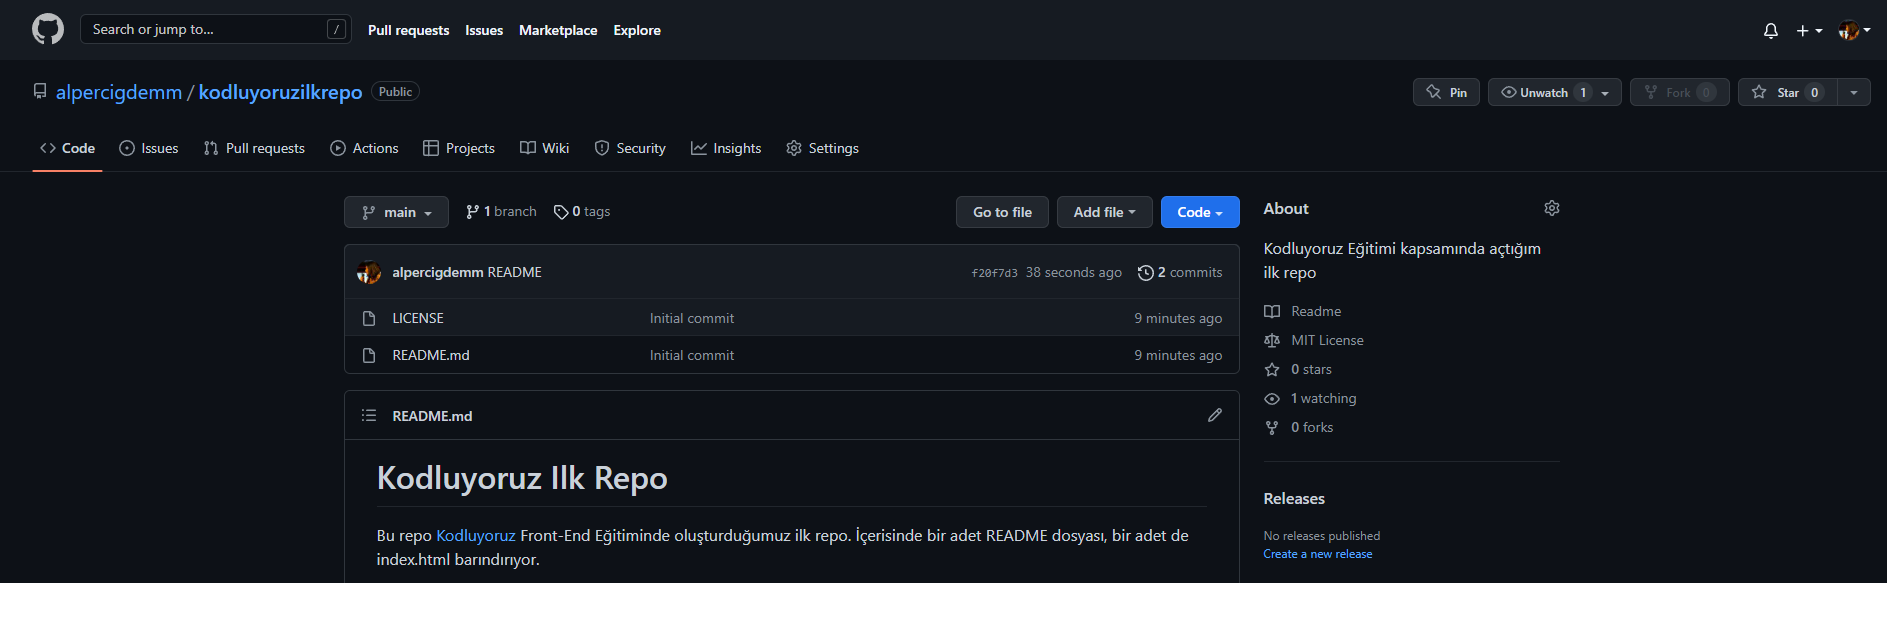 Search or jump to... /
Pull requests Issues Marketplace Explore
alpercigdemm / kodluyoruzilkrepo Public
Pin Unwatch 1 Fork 0 Star 0
Code Issues Pull requests Actions Projects Wiki Security Insights Settings
main 1 branch 0 tags Go to file Add file Code
alpercigdemm README f20f7d3 38 seconds ago 2 commits
LICENSE Initial commit 9 minutes ago
README.md Initial commit 9 minutes ago
README.md
Kodluyoruz Ilk Repo
Bu repo Kodluyoruz Front-End Eğitiminde oluşturduğumuz ilk repo. İçerisinde bir adet README dosyası, bir adet de
index.html barındırıyor.
About
Kodluyoruz Eğitimi kapsamında açtığım
ilk repo
Readme
MIT License
0 stars
1 watching
0 forks
Releases
No releases published
Create a new release